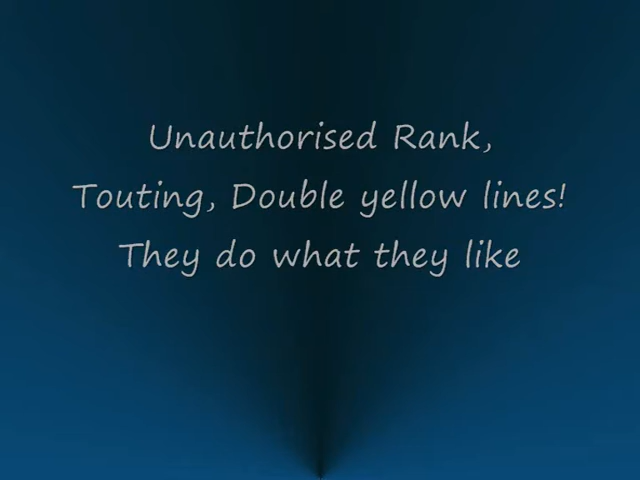 Unauthorised Rank,
Touting, Double yellow lines!
They do what they like